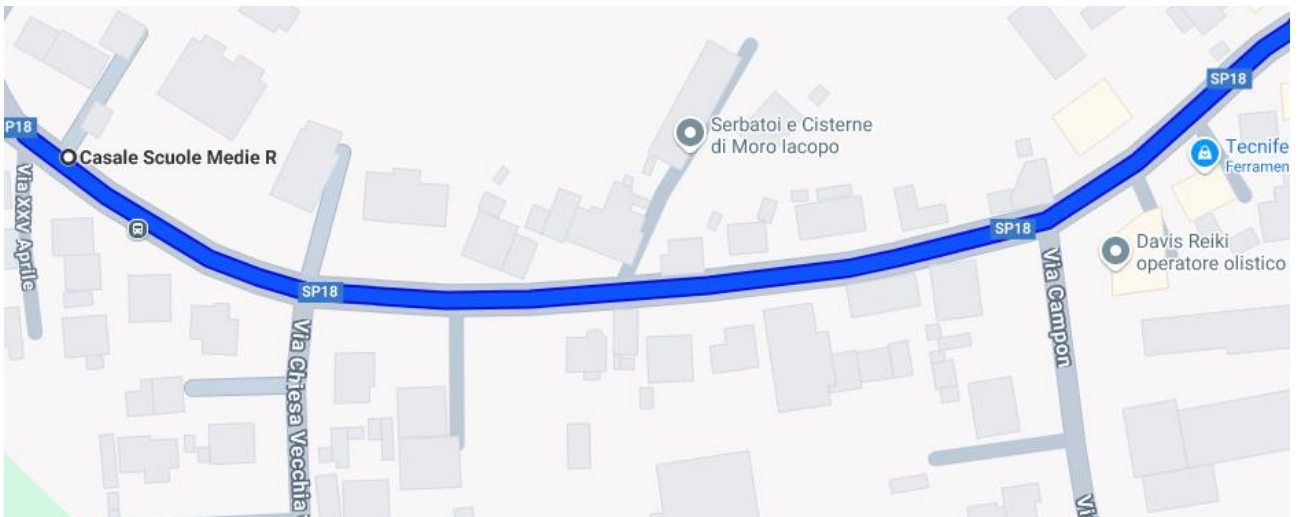 SP18
P18
Casale Scuole Medie R
Serbatoi e Cisterne
di Moro Iacopo
Tecnife
Ferramen
Via XXV Aprile
SP18
SP18
Davis Reiki
operatore olistico
Via Campon
Via Chiesa Vecchia
Vi